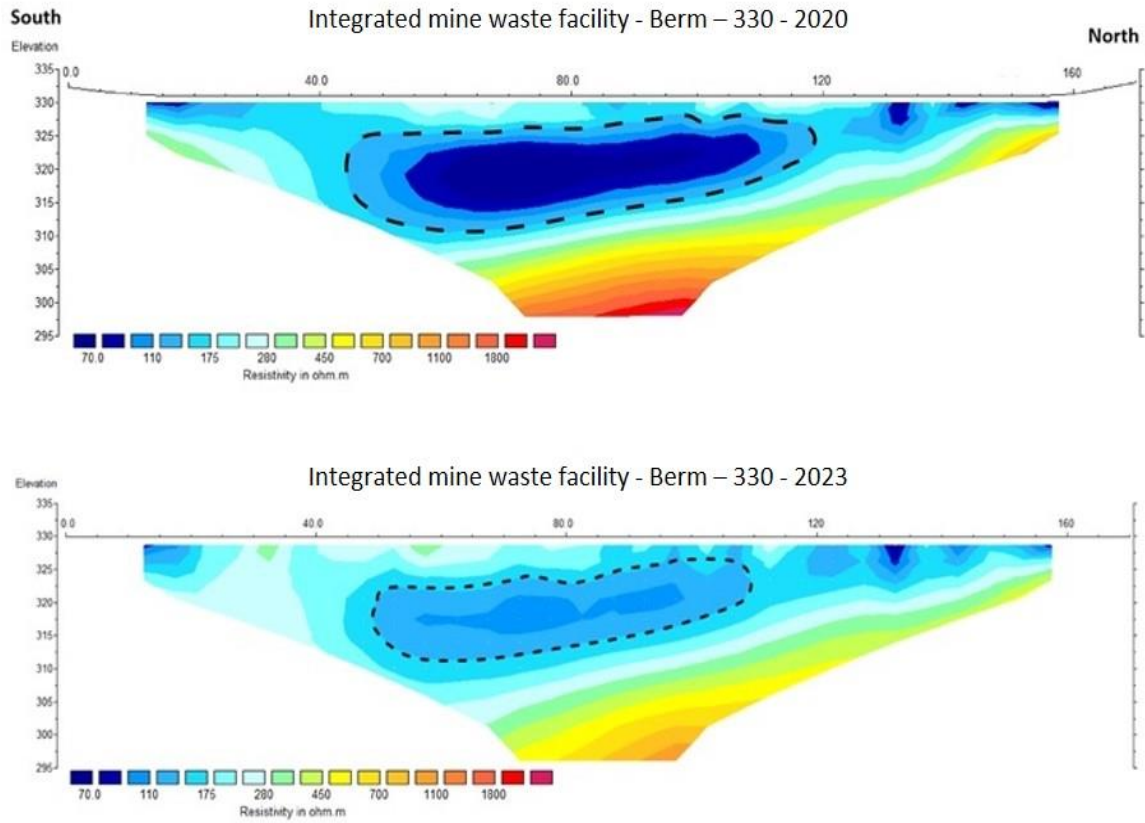 South
Integrated mine waste facility - Berm – 330 - 2020
North
Elevation
335
0.0 40.0 80.0 120 160
330
325
320
315
310
305
300
295
70.0 110 175 280 450 700 1100 1800
Resistivity in ohm.m
Integrated mine waste facility - Berm – 330 - 2023
Elevation
335
0.0 40.0 80.0 120 160
330
325
320
315
310
305
300
295
70.0 110 175 280 450 700 1100 1800
Resistivity in ohm.m